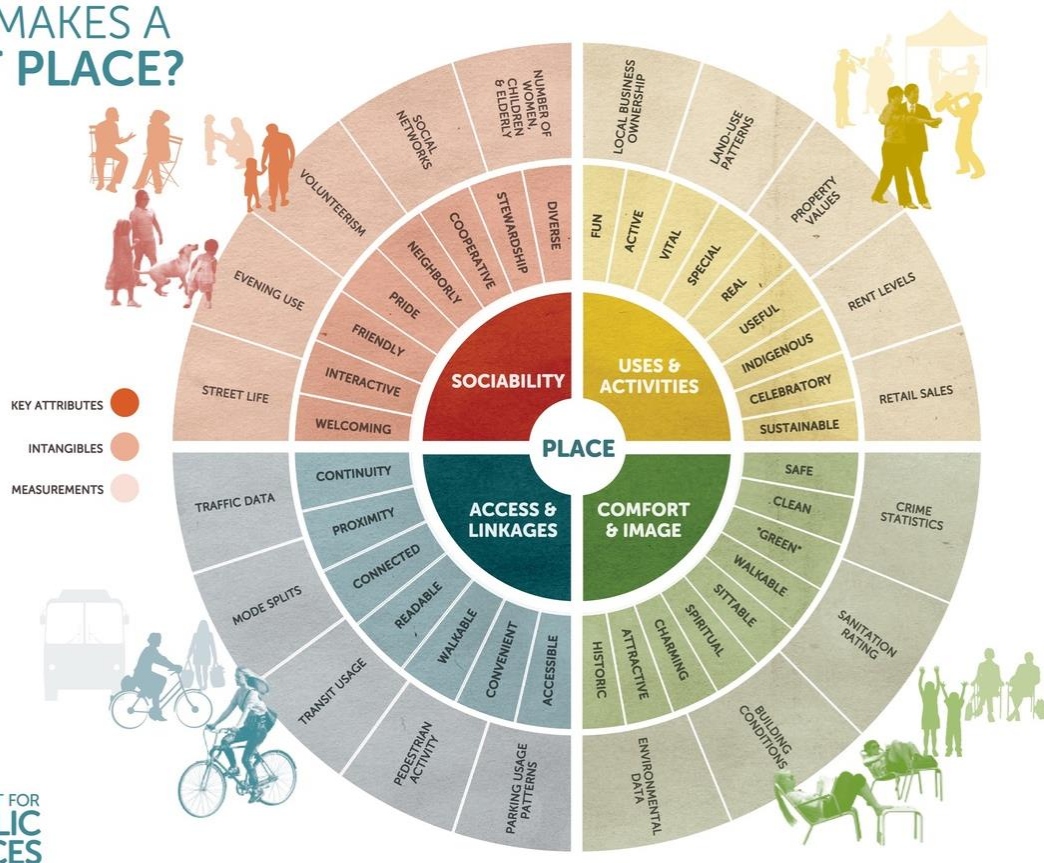 MAKES A
PLACE?
NUMBER OF
WOMEN,
CHILDREN
& ELDERLY
SOCIAL
NETWORKS
VOLUNTEERISM
EVENING USE
STREET LIFE
LOCAL BUSINESS
OWNERSHIP
LAND-USE
PATTERNS
PROPERTY
VALUES
RENT LEVELS
RETAIL SALES
DIVERSE
STEWARDSHIP
COOPERATIVE
NEIGHBORLY
PRIDE
FRIENDLY
INTERACTIVE
WELCOMING
FUN
ACTIVE
VITAL
SPECIAL
REAL
USEFUL
INDIGENOUS
CELEBRATORY
SUSTAINABLE
SOCIABILITY
USES &
ACTIVITIES
PLACE
ACCESS &
LINKAGES
COMFORT
& IMAGE
KEY ATTRIBUTES
INTANGIBLES
MEASUREMENTS
CONTINUITY
PROXIMITY
CONNECTED
READABLE
WALKABLE
CONVENIENT
ACCESSIBLE
SAFE
CLEAN
"GREEN"
WALKABLE
SITTABLE
SPIRITUAL
CHARMING
ATTRACTIVE
HISTORIC
TRAFFIC DATA
MODE SPLITS
TRANSIT USAGE
PEDESTRIAN
ACTIVITY
PARKING USAGE
PATTERNS
CRIME
STATISTICS
SANITATION
RATING
BUILDING
CONDITIONS
ENVIRONMENTAL
DATA
FOR
LIC
CES